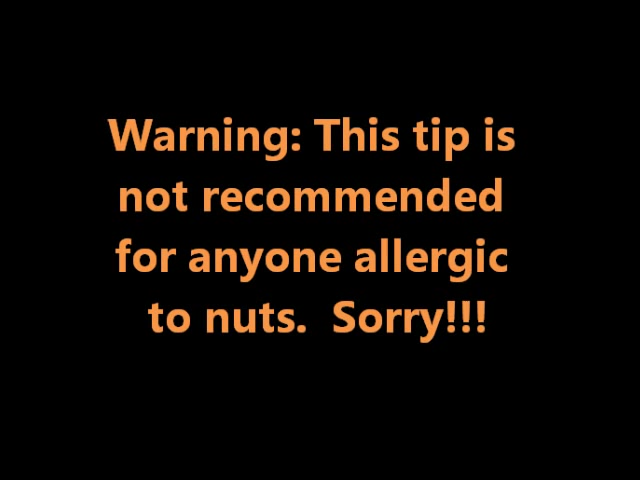 Warning: This tip is
not recommended
for anyone allergic
to nuts.  Sorry!!!